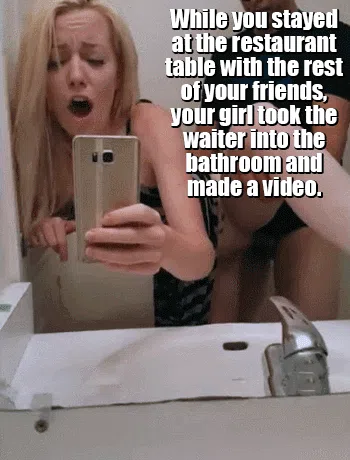 While you stayed
at the restaurant
table with the rest
of your friends,
your girl took the
waiter into the
bathroom and
made a video.